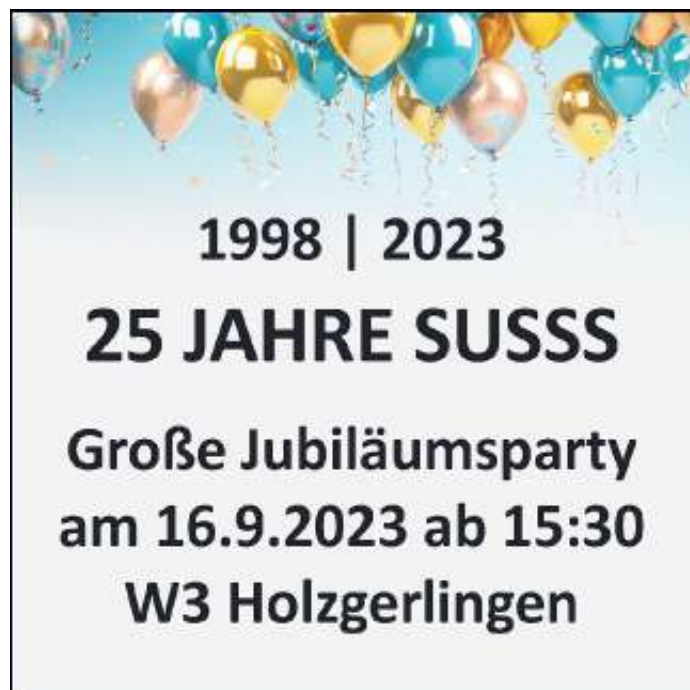 1998 | 2023
25 JAHRE SUSSS
Große Jubiläumsparty
am 16.9.2023 ab 15:30
W3 Holzgerlingen